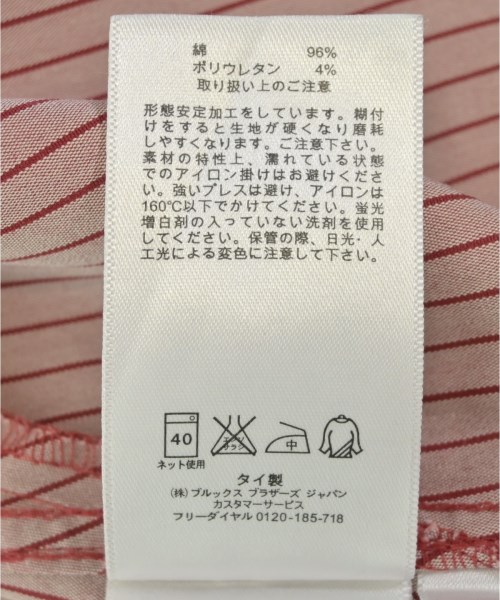 綿 96%
ポリウレタン 4%
取り扱い上のご注意
形態安定加工をしています。糊付
けをすると生地が硬くなり磨耗
しやすくなります。ご注意下さい。
素材の特性上、濡れている状態
でのアイロン掛けはお避けくださ
い。強いプレスは避け、アイロンは
160℃以下でかけてください。蛍光
増白剤の入っていない洗剤を使用
してください。保管の際、日光・人
工光による変色に注意して下さい。
40 エンソ サラシ 中
ネット使用
タイ製
(株) ブルックス ブラザーズ ジャパン
カスタマーサービス
フリーダイヤル 0120-185-718